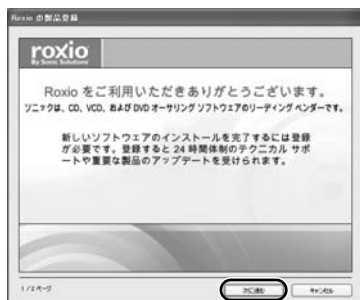 Roxio の製品登録
roxio
By Sonic Solutions
Roxio をご利用いただきありがとうございます。
ソニックは、CD、VCD、および DVD オーサリング ソフトウェアのリーディング ベンダーです。
新しいソフトウェアのインストールを完了するには登録
が必要です。登録すると 24 時間体制のテクニカル サポ
ートや重要な製品のアップデートを受けられます。
1 / 2 ページ
次に進む
キャンセル